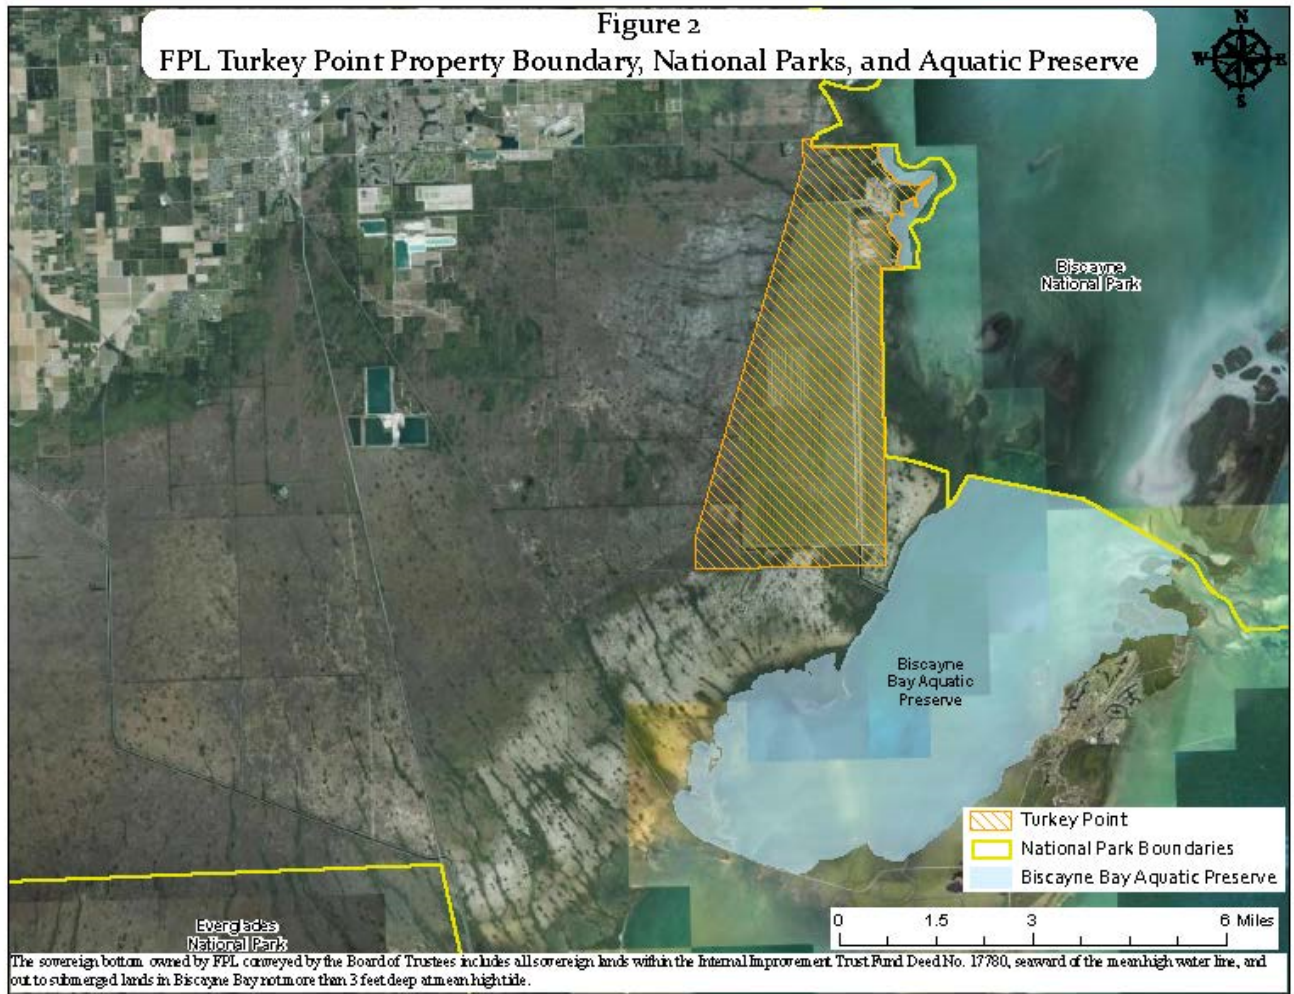 Figure 2
FPL Turkey Point Property Boundary, National Parks, and Aquatic Preserve
N
W E
S
Biscayne
National Park
Biscayne
Bay Aquatic
Preserve
Turkey Point
National Park Boundaries
Biscayne Bay Aquatic Preserve
0 1.5 3 6 Miles
Everglades
National Park
The sovereign bottom owned by FPL conveyed by the Board of Trustees includes all sovereign lands within the Internal Improvement Trust Fund Deed No. 17780, seaward of the mean high water line, and
out to submerged lands in Biscayne Bay not more than 3 feet deep at mean high tide.